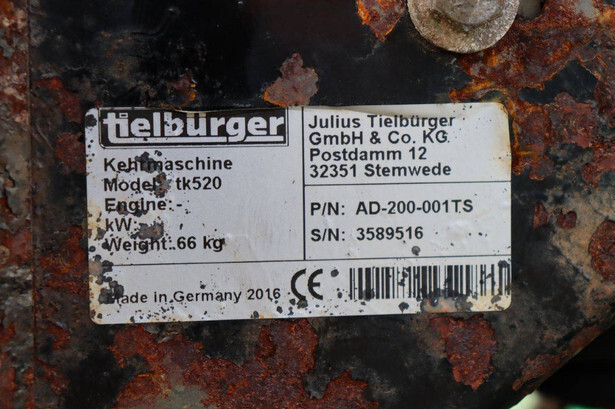 tielbürger
Kehrmaschine
Model: tk520
Engine: -
kW: -
Weight: 66 kg
Made in Germany 2016 CE
Julius Tielbürger
GmbH & Co. KG
Postdamm 12
32351 Stemwede
P/N: AD-200-001TS
S/N: 3589516